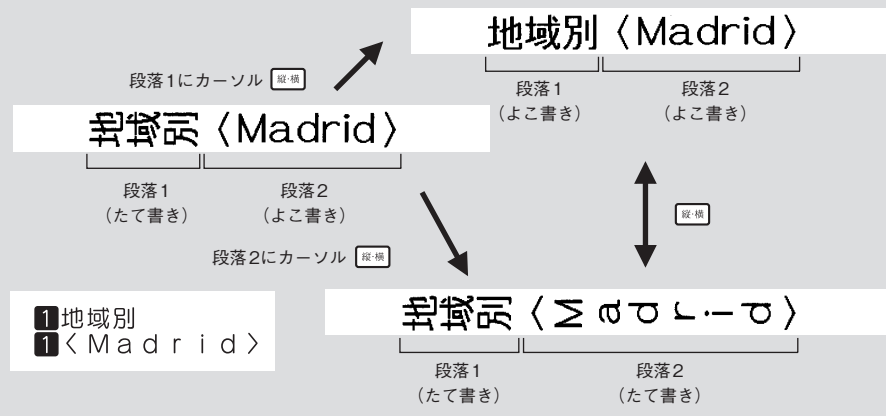 地域別〈Madrid〉
段落1
(よこ書き)
段落2
(よこ書き)
段落1にカーソル 縦・横
地域別〈Madrid〉
段落1
(たて書き)
段落2
(よこ書き)
段落2にカーソル 縦・横
縦・横
1地域別
1〈Madrid〉
地域別〈Madrid〉
段落1
(たて書き)
段落2
(たて書き)